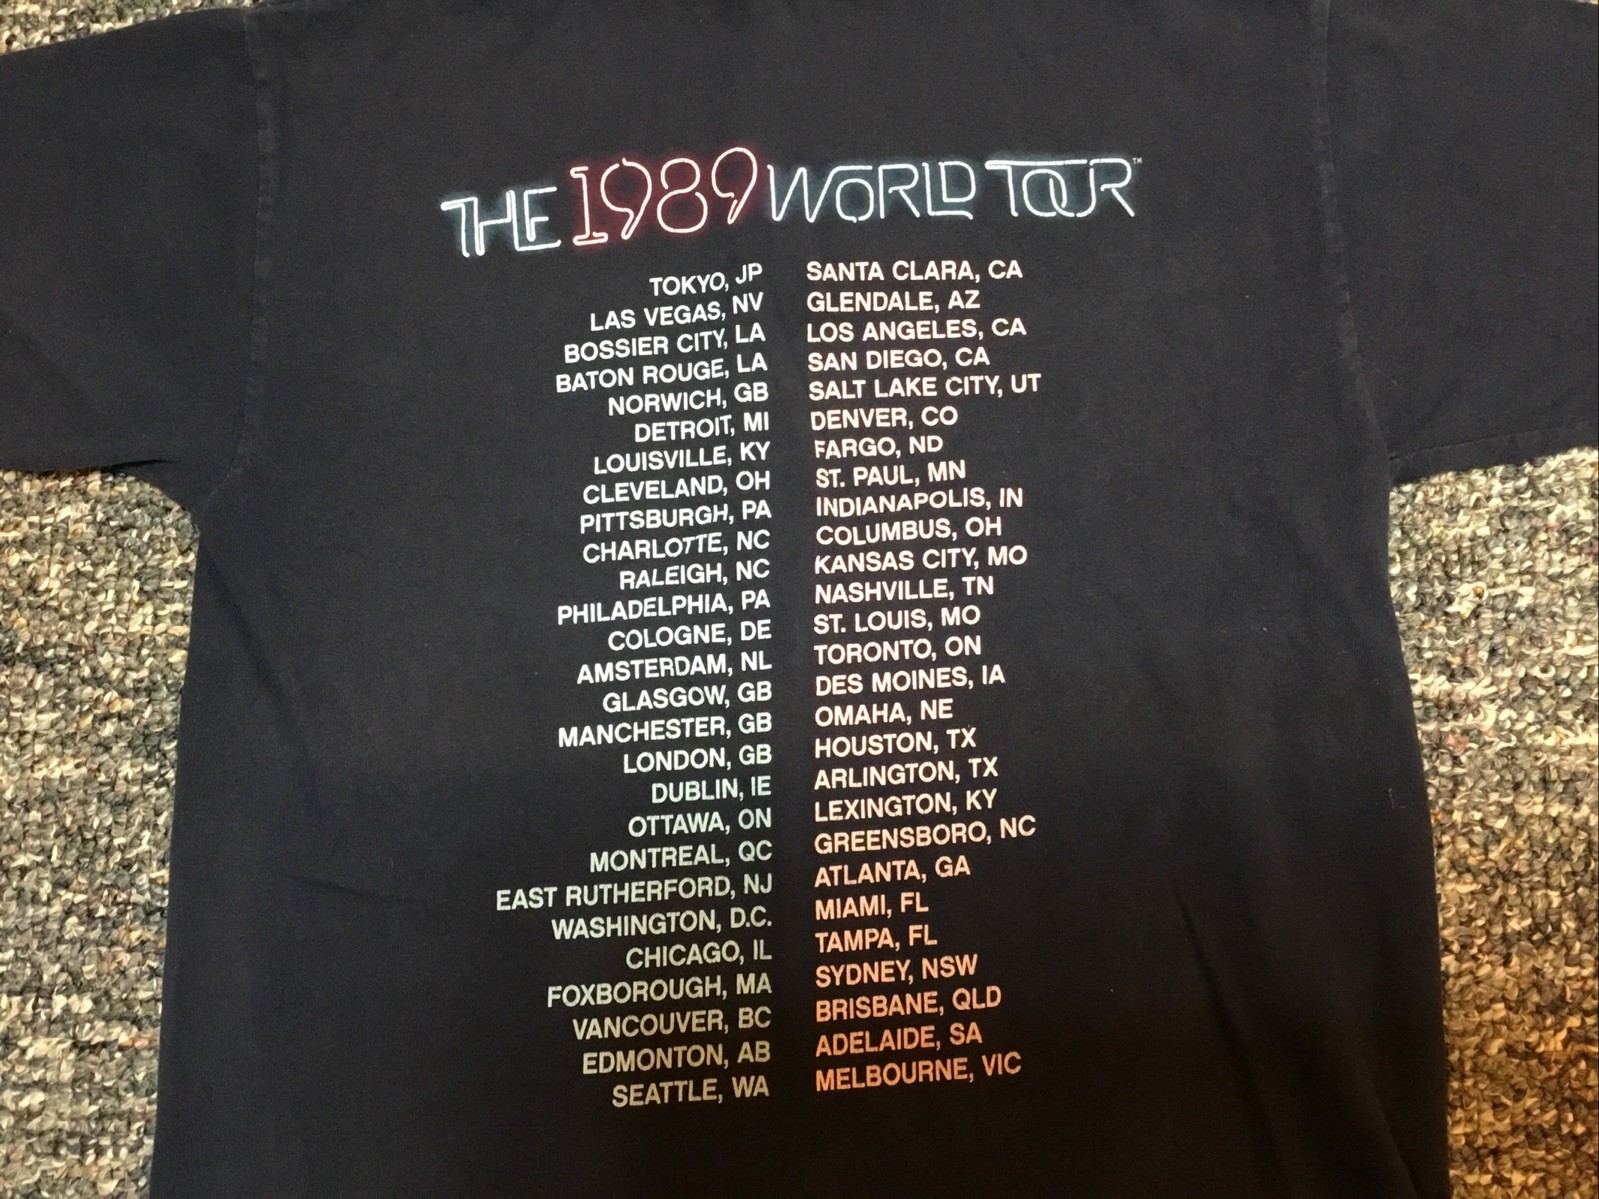 THE 1989 WORLD TOUR™
TOKYO, JP
LAS VEGAS, NV
BOSSIER CITY, LA
BATON ROUGE, LA
NORWICH, GB
DETROIT, MI
LOUISVILLE, KY
CLEVELAND, OH
PITTSBURGH, PA
CHARLOTTE, NC
RALEIGH, NC
PHILADELPHIA, PA
COLOGNE, DE
AMSTERDAM, NL
GLASGOW, GB
MANCHESTER, GB
LONDON, GB
DUBLIN, IE
OTTAWA, ON
MONTREAL, QC
EAST RUTHERFORD, NJ
WASHINGTON, D.C.
CHICAGO, IL
FOXBOROUGH, MA
VANCOUVER, BC
EDMONTON, AB
SEATTLE, WA
SANTA CLARA, CA
GLENDALE, AZ
LOS ANGELES, CA
SAN DIEGO, CA
SALT LAKE CITY, UT
DENVER, CO
FARGO, ND
ST. PAUL, MN
INDIANAPOLIS, IN
COLUMBUS, OH
KANSAS CITY, MO
NASHVILLE, TN
ST. LOUIS, MO
TORONTO, ON
DES MOINES, IA
OMAHA, NE
HOUSTON, TX
ARLINGTON, TX
LEXINGTON, KY
GREENSBORO, NC
ATLANTA, GA
MIAMI, FL
TAMPA, FL
SYDNEY, NSW
BRISBANE, QLD
ADELAIDE, SA
MELBOURNE, VIC